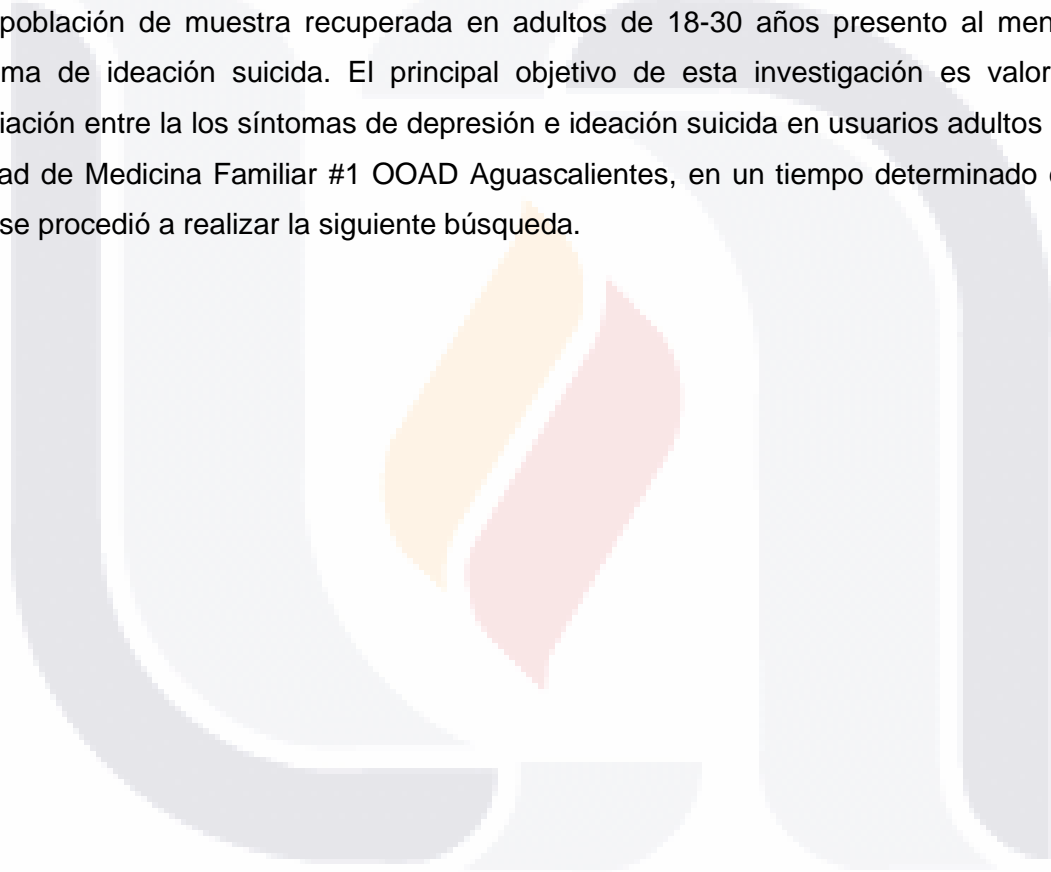 población de muestra recuperada en adultos de 18-30 años presento al men
ma de ideación suicida. El principal objetivo de esta investigación es valor
iación entre la los síntomas de depresión e ideación suicida en usuarios adultos
ad de Medicina Familiar #1 OOAD Aguascalientes, en un tiempo determinado
se procedió a realizar la siguiente búsqueda.